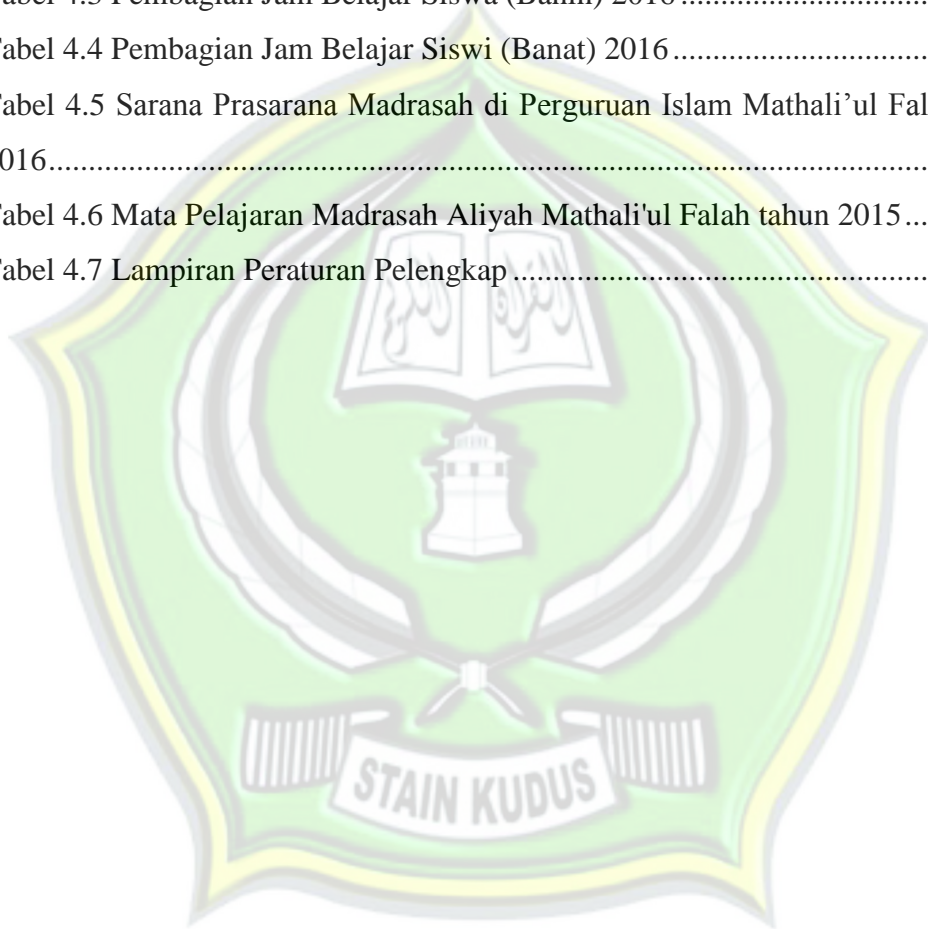 Tabel 4.4 Pembagian Jam Belajar Siswi (Banat) 2016 ..............................
Tabel 4.5 Sarana Prasarana Madrasah di Perguruan Islam Mathali’ul Fal
2016..............................................................................................
Tabel 4.6 Mata Pelajaran Madrasah Aliyah Mathali'ul Falah tahun 2015 ...
Tabel 4.7 Lampiran Peraturan Pelengkap ..................................................
STAIN KUDUS